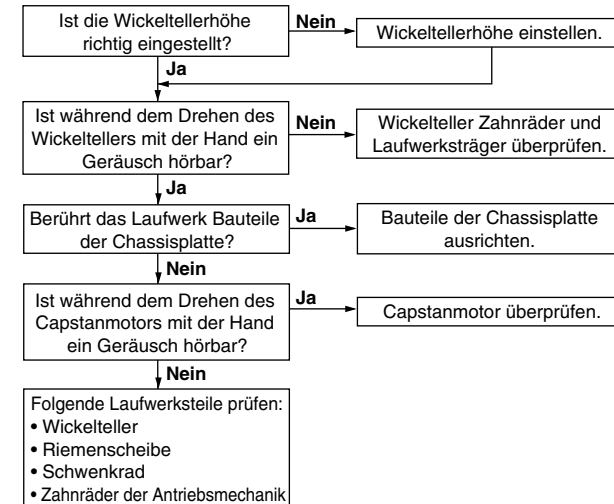 Ist die Wickeltellerhöhe
richtig eingestellt?
Nein
Wickeltellerhöhe einstellen.
Ja
Ist während dem Drehen des
Wickeltellers mit der Hand ein
Geräusch hörbar?
Nein
Wickelteller Zahnräder und
Laufwerksträger überprüfen.
Ja
Berührt das Laufwerk Bauteile
der Chassisplatte?
Ja
Bauteile der Chassisplatte
ausrichten.
Nein
Ist während dem Drehen des
Capstanmotors mit der Hand
ein Geräusch hörbar?
Ja
Capstanmotor überprüfen.
Nein
Folgende Laufwerksteile prüfen:
• Wickelteller
• Riemenscheibe
• Schwenkrad
• Zahnräder der Antriebsmechanik